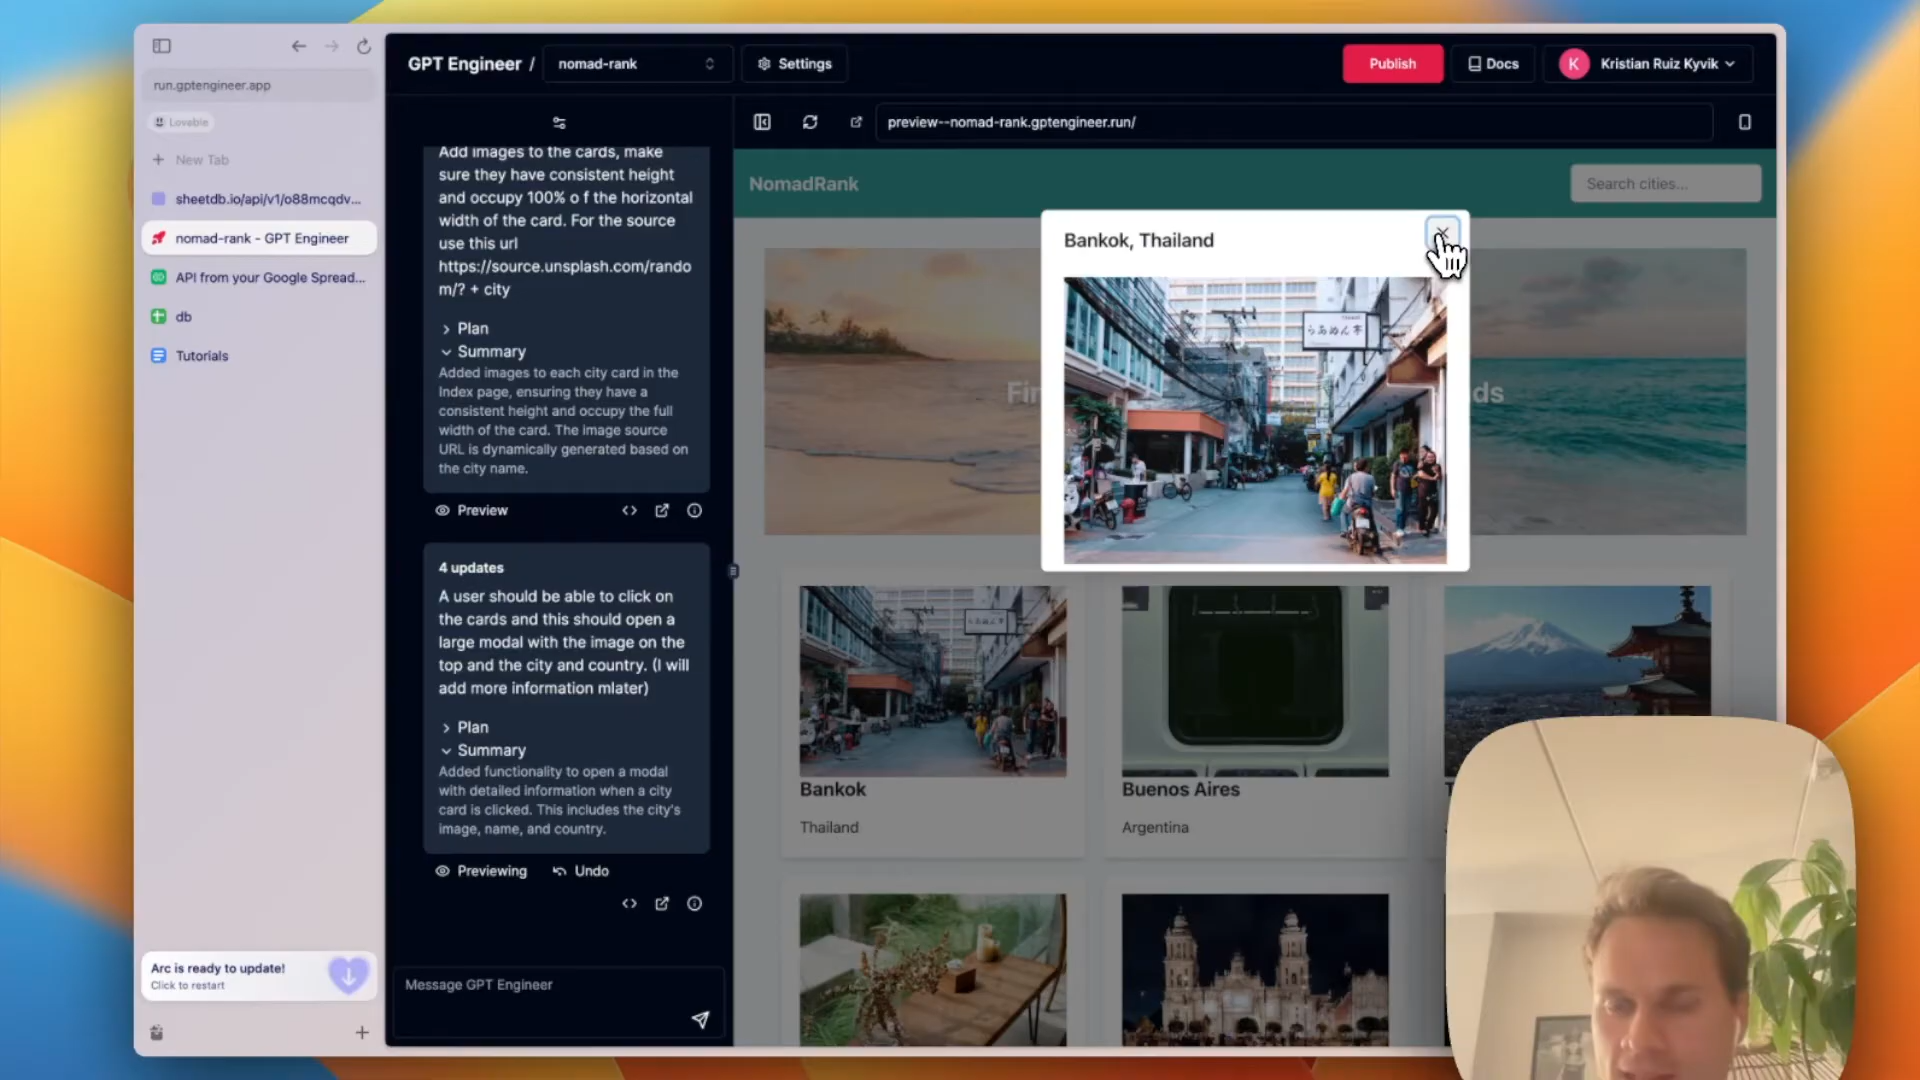 run.gptengineer.app
Lovable
New Tab
sheetdb.io/api/v1/o88mcqdv...
nomad-rank - GPT Engineer
API from your Google Spread...
db
Tutorials
Arc is ready to update!
Click to restart
GPT Engineer /
nomad-rank
Settings
Publish
Docs
K
Kristian Ruiz Kyvik
Add images to the cards, make
sure they have consistent height
and occupy 100% o f the horizontal
width of the card. For the source
use this url
https://source.unsplash.com/rando
m/? + city
Plan
Summary
Added images to each city card in the
Index page, ensuring they have a
consistent height and occupy the full
width of the card. The image source
URL is dynamically generated based on
the city name.
Preview
4 updates
A user should be able to click on
the cards and this should open a
large modal with the image on the
top and the city and country. (I will
add more information mlater)
Plan
Summary
Added functionality to open a modal
with detailed information when a city
card is clicked. This includes the city's
image, name, and country.
Previewing
Undo
Message GPT Engineer
preview--nomad-rank.gptengineer.run/
NomadRank
Search cities...
Fin
ds
Bankok, Thailand
らあめん亭
Bankok
Thailand
Buenos Aires
Argentina